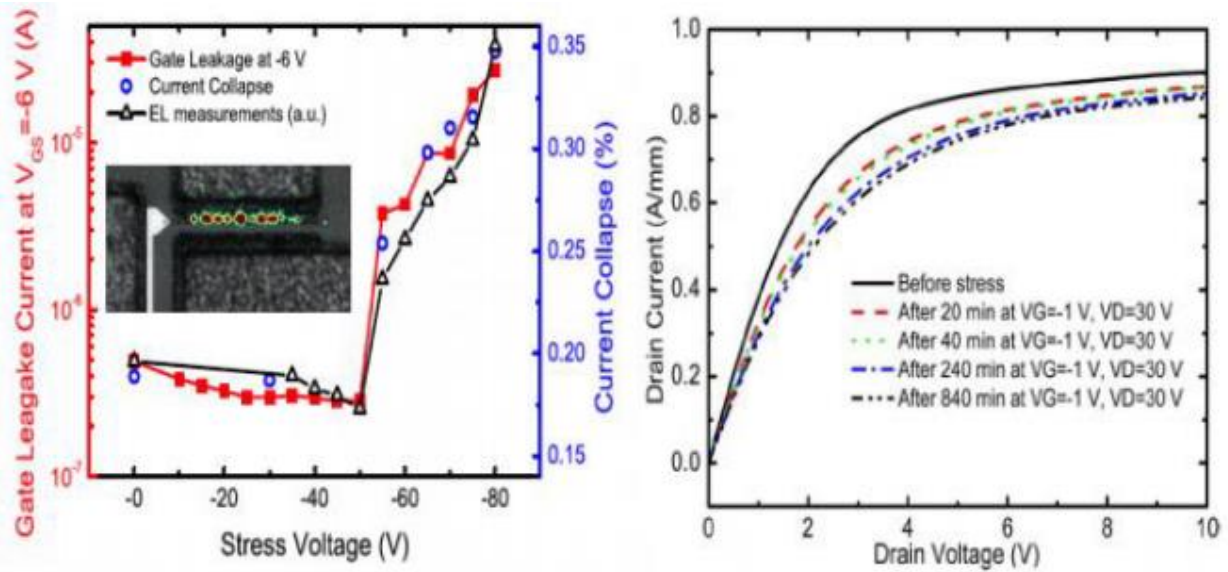 Gate Leagake Current at V_GS=-6 V (A)
10^-5
10^-6
10^-7
Gate Leakage at -6 V
Current Collapse
EL measurements (a.u.)
-0
-20
-40
-60
-80
Stress Voltage (V)
0.35
0.30
0.25
0.20
0.15
Current Collapse (%)
Drain Current (A/mm)
1.0
0.8
0.6
0.4
0.2
0.0
Before stress
After 20 min at VG=-1 V, VD=30 V
After 40 min at VG=-1 V, VD=30 V
After 240 min at VG=-1 V, VD=30 V
After 840 min at VG=-1 V, VD=30 V
0
2
4
6
8
10
Drain Voltage (V)